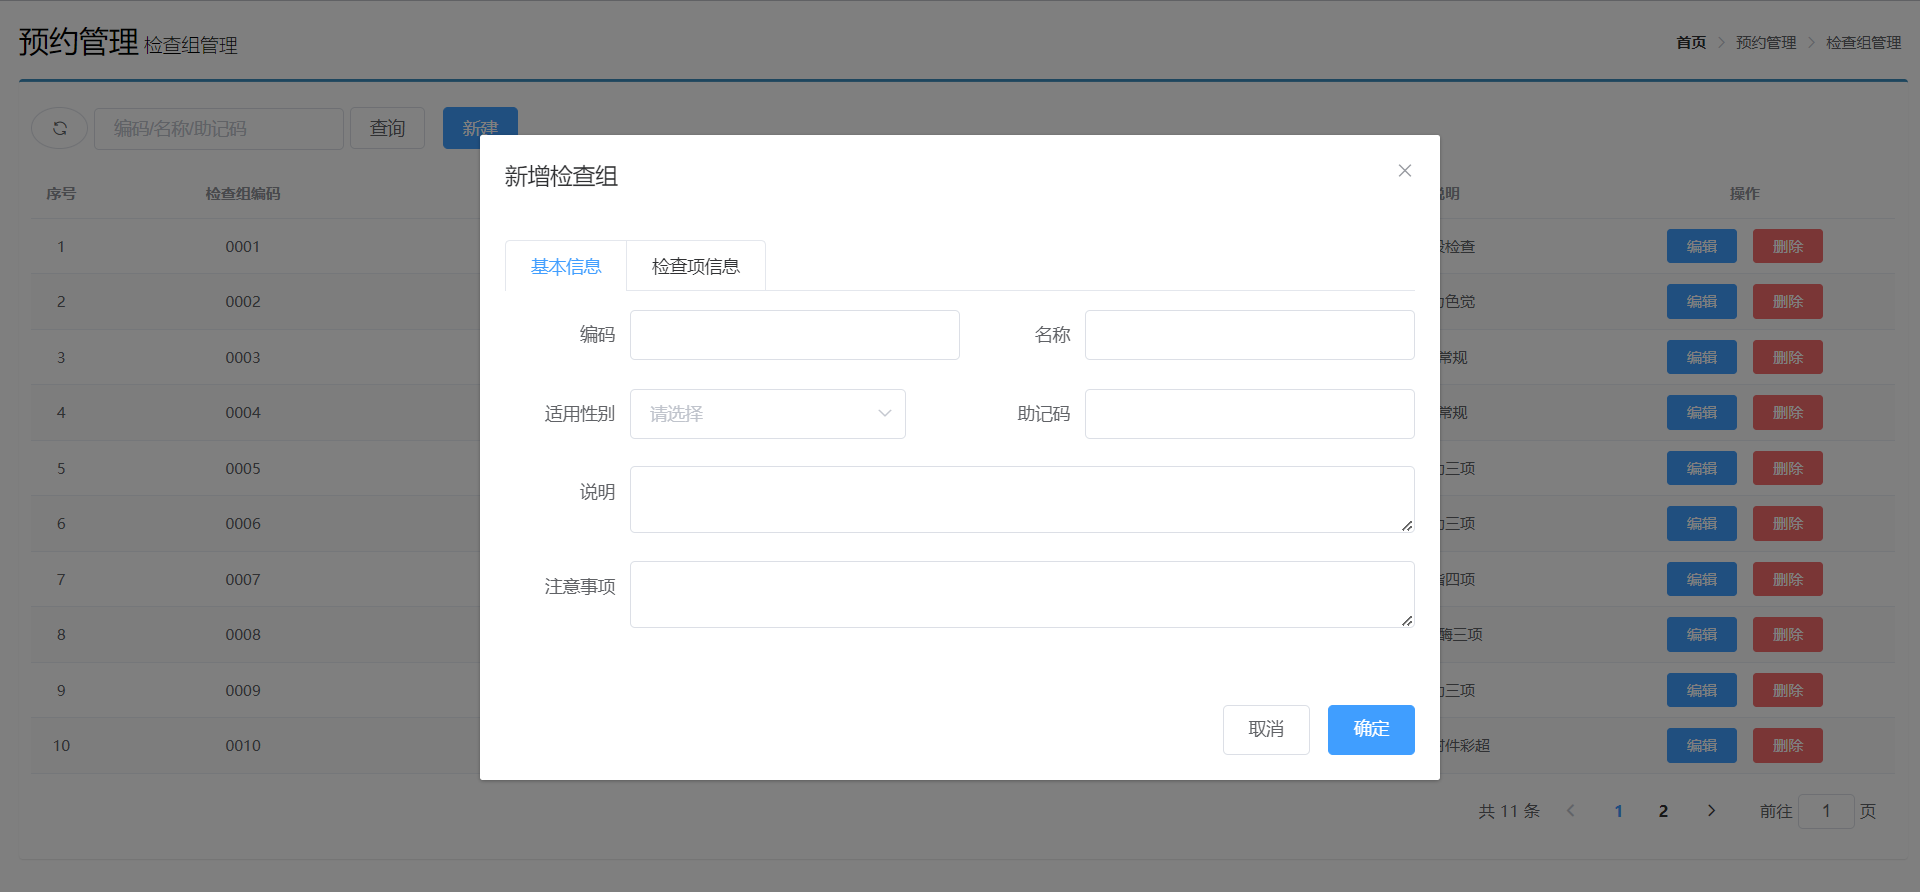 预约管理 检查组管理
首页 > 预约管理 > 检查组管理
编码/名称/助记码 查询 新建
序号 检查组编码 说明 操作
新增检查组
基本信息 检查项信息
编码
名称
适用性别 请选择
助记码
说明
注意事项
取消 确定
1 0001 检查 编辑 删除
2 0002 色觉 编辑 删除
3 0003 常规 编辑 删除
4 0004 常规 编辑 删除
5 0005 三项 编辑 删除
6 0006 三项 编辑 删除
7 0007 四项 编辑 删除
8 0008 酶三项 编辑 删除
9 0009 三项 编辑 删除
10 0010 件彩超 编辑 删除
共 11 条 1 2 前往 1 页